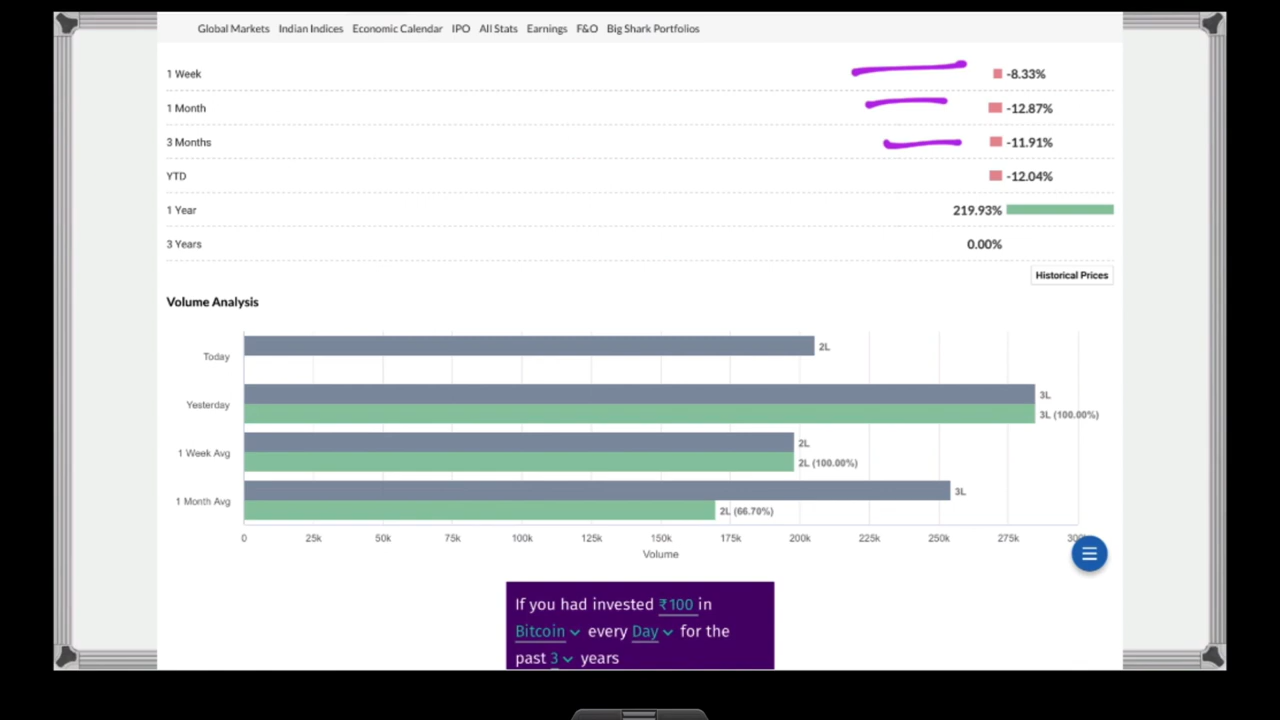 Global Markets Indian Indices Economic Calendar IPO All Stats Earnings F&O Big Shark Portfolios
1 Week -8.33%
1 Month -12.87%
3 Months -11.91%
YTD -12.04%
1 Year 219.93%
3 Years 0.00%
Historical Prices
Volume Analysis
Today 2L
Yesterday 3L
3L (100.00%)
1 Week Avg 2L
2L (100.00%)
1 Month Avg 3L
2L (66.70%)
0 25k 50k 75k 100k 125k 150k 175k 200k 225k 250k 275k
Volume
If you had invested ₹100 in
Bitcoin every Day for the
past 3 years